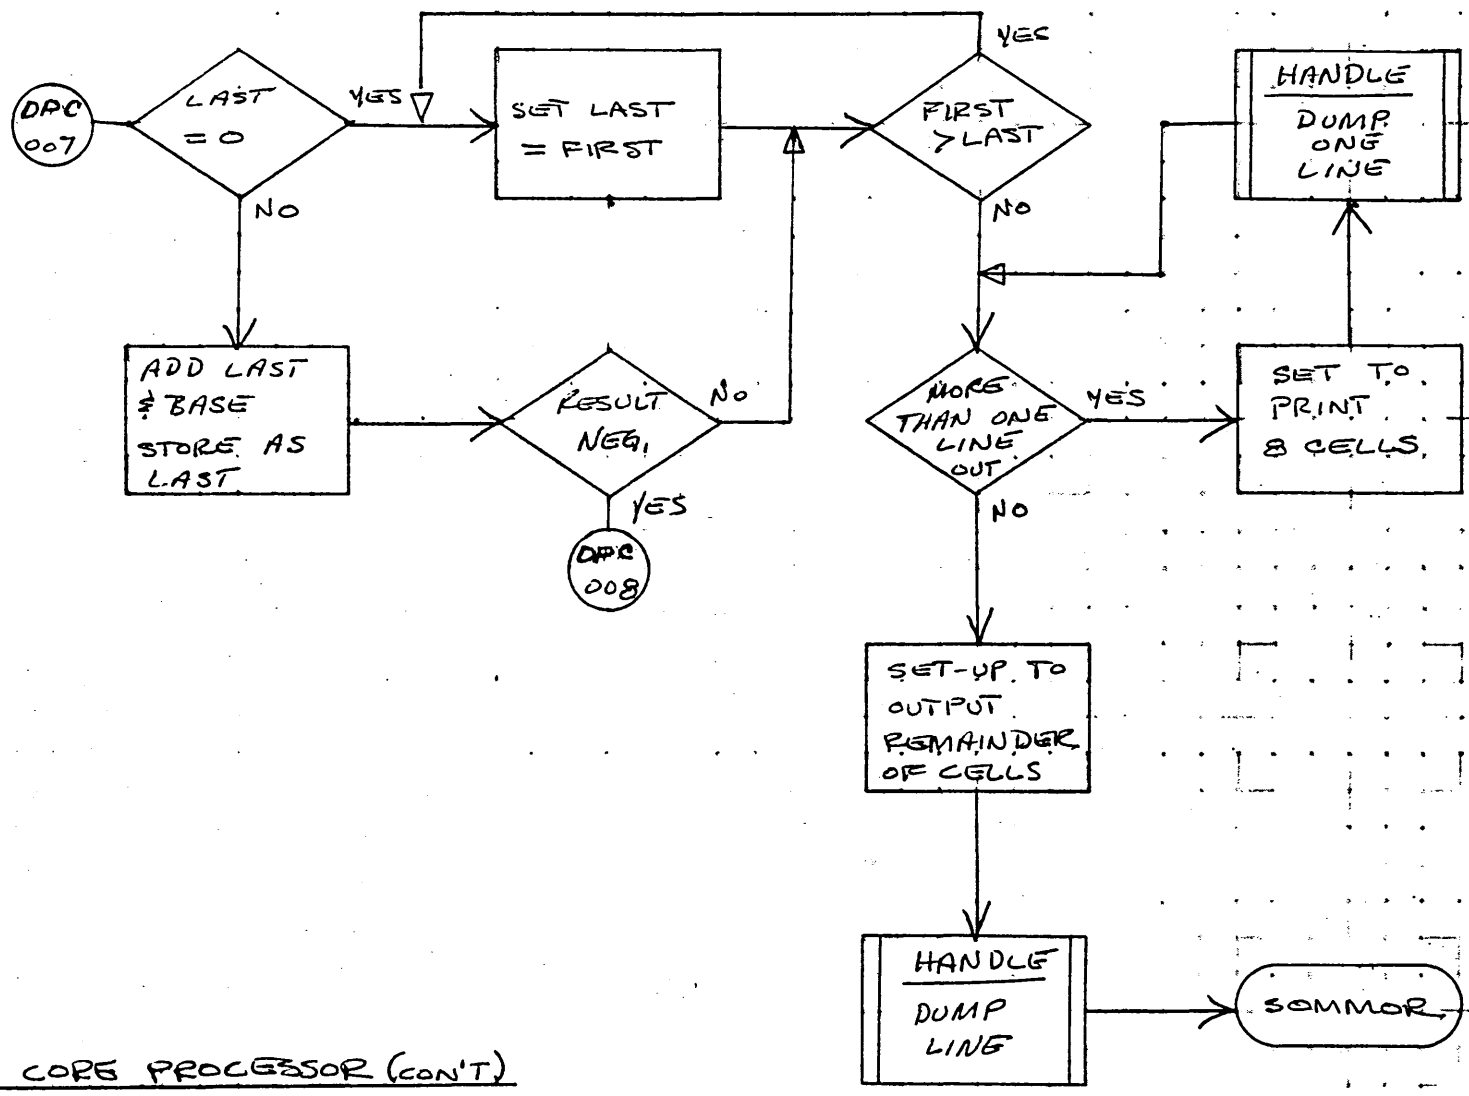 DPC
007
LAST
= 0
YES
NO
SET LAST
= FIRST
YES
FIRST
> LAST
NO
HANDLE
DUMP
ONE
LINE
ADD LAST
& BASE
STORE AS
LAST
RESULT
NEG.
NO
YES
DPC
008
MORE
THAN ONE
LINE
OUT
YES
NO
SET TO
PRINT
8 CELLS.
SET-UP TO
OUTPUT
REMAINDER
OF CELLS
HANDLE
DUMP
LINE
SOMMOR
CORE PROCESSOR (CON'T)